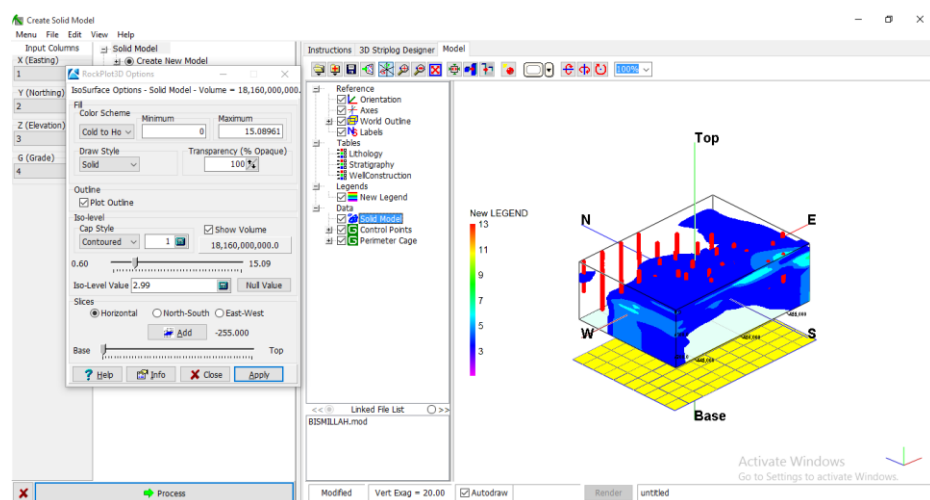 Create Solid Model
Menu File Edit View Help
Input Columns
X (Easting)
1
Y (Northing)
2
Z (Elevation)
3
G (Grade)
4
Solid Model
Create New Model
RockPlot3D Options
IsoSurface Options - Solid Model - Volume = 18,160,000,000.
Fill
Color Scheme
Minimum
Maximum
Cold to Ho
0
15.08961
Draw Style
Transparency (% Opaque)
Solid
100
Outline
Plot Outline
Iso-level
Cap Style
Show Volume
Contoured
1
18,160,000,000.0
0.60
15.09
Iso-Level Value
2.99
Null Value
Slices
Horizontal
North-South
East-West
Add
-255.000
Base
Top
Help
Info
Close
Apply
Process
Instructions
3D Striplog Designer
Model
100%
Reference
Orientation
Axes
World Outline
Labels
Tables
Lithology
Stratigraphy
WellConstruction
Legends
New Legend
Data
Solid Model
Control Points
Perimeter Cage
<<
Linked File List
>>
BISMILLAH.mod
New LEGEND
13
11
9
7
5
3
Top
N
E
W
S
Base
Activate Windows
Go to Settings to activate Windows.
Modified
Vert Exag = 20.00
Autodraw
Render
untitled